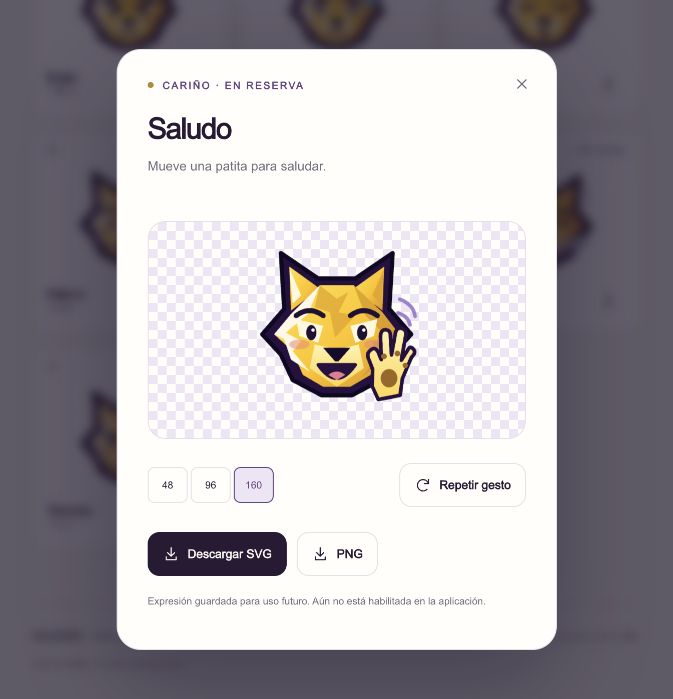 CARIÑO · EN RESERVA
Saludo
Mueve una patita para saludar.
48
96
160
Repetir gesto
Descargar SVG
PNG
Expresión guardada para uso futuro. Aún no está habilitada en la aplicación.